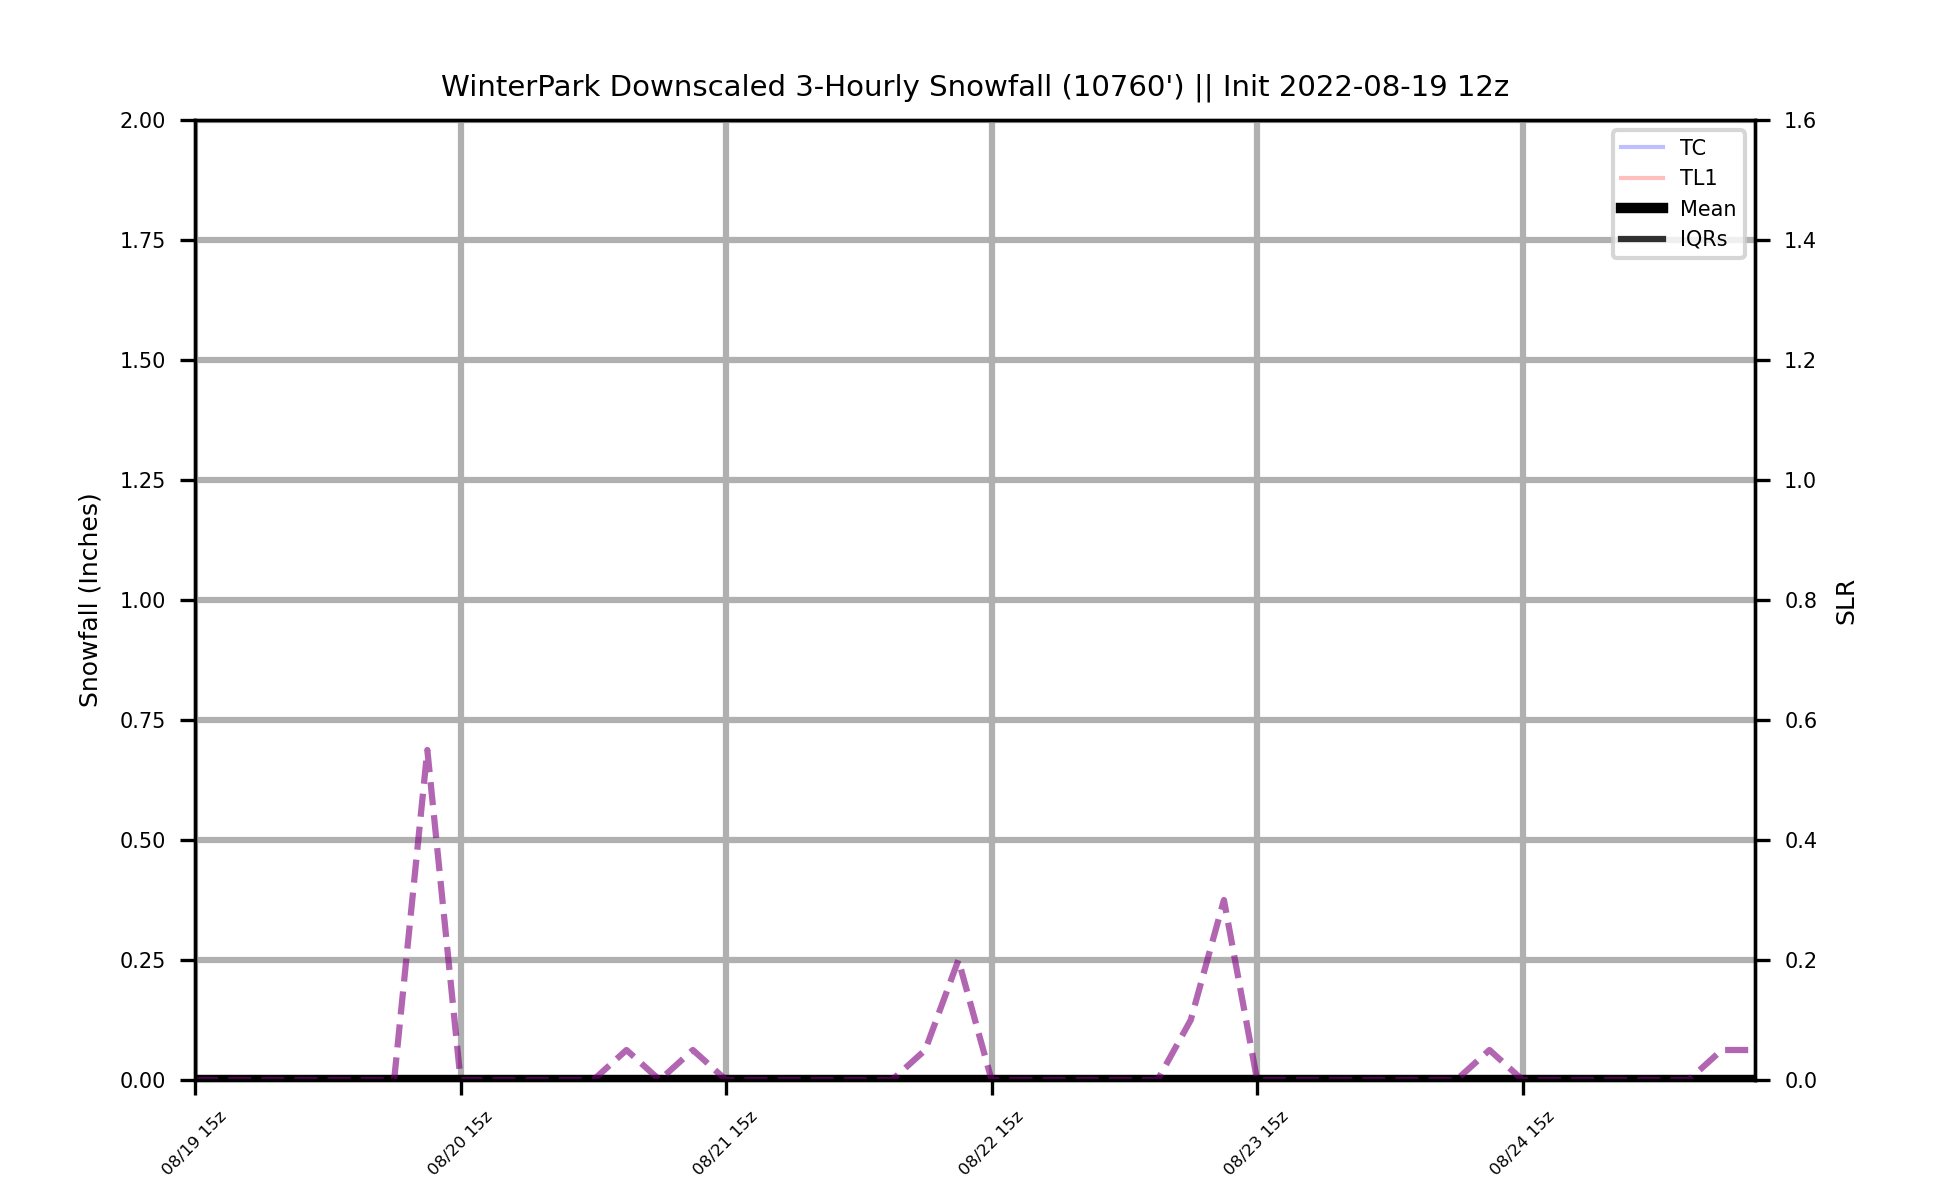 WinterPark Downscaled 3-Hourly Snowfall (10760') || Init 2022-08-19 12z
2.00
1.75
1.50
1.25
1.00
0.75
0.50
0.25
0.00
Snowfall (Inches)
TC
TL1
Mean
IQRs
1.6
1.4
1.2
1.0
0.8
0.6
0.4
0.2
0.0
SLR
08/19 15z
08/20 15z
08/21 15z
08/22 15z
08/23 15z
08/24 15z